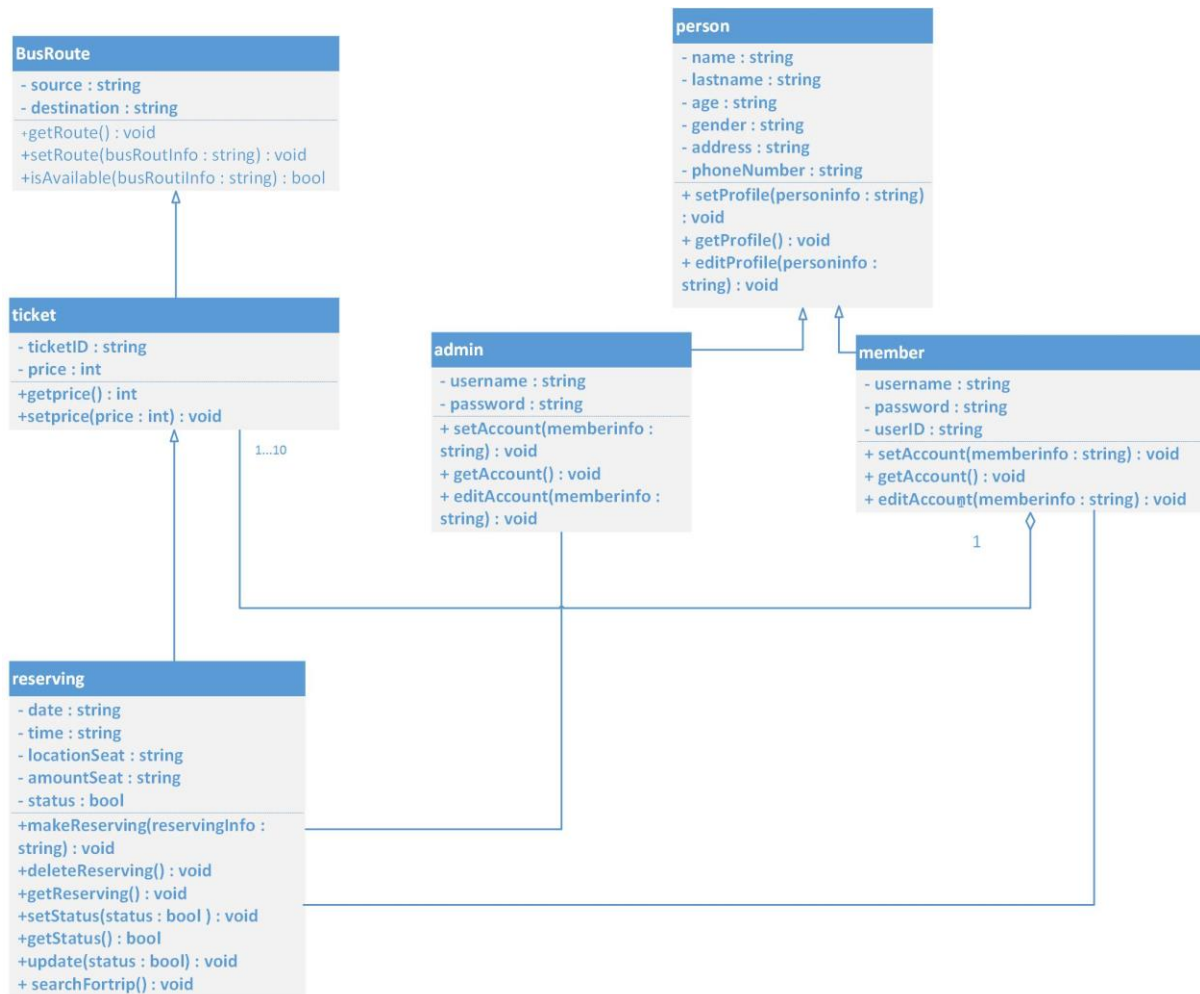 BusRoute
- source : string
- destination : string
+getRoute() : void
+setRoute(busRoutInfo : string) : void
+isAvailable(busRoutiInfo : string) : bool
person
- name : string
- lastname : string
- age : string
- gender : string
- address : string
- phoneNumber : string
+ setProfile(personinfo : string)
: void
+ getProfile() : void
+ editProfile(personinfo :
string) : void
ticket
- ticketID : string
- price : int
+getprice() : int
+setprice(price : int) : void
1...10
admin
- username : string
- password : string
+ setAccount(memberinfo :
string) : void
+ getAccount() : void
+ editAccount(memberinfo :
string) : void
member
- username : string
- password : string
- userID : string
+ setAccount(memberinfo : string) : void
+ getAccount() : void
+ editAccount(memberinfo : string) : void
1
reserving
- date : string
- time : string
- locationSeat : string
- amountSeat : string
- status : bool
+makeReserving(reservingInfo :
string) : void
+deleteReserving() : void
+getReserving() : void
+setStatus(status : bool ) : void
+getStatus() : bool
+update(status : bool) : void
+ searchFortrip() : void